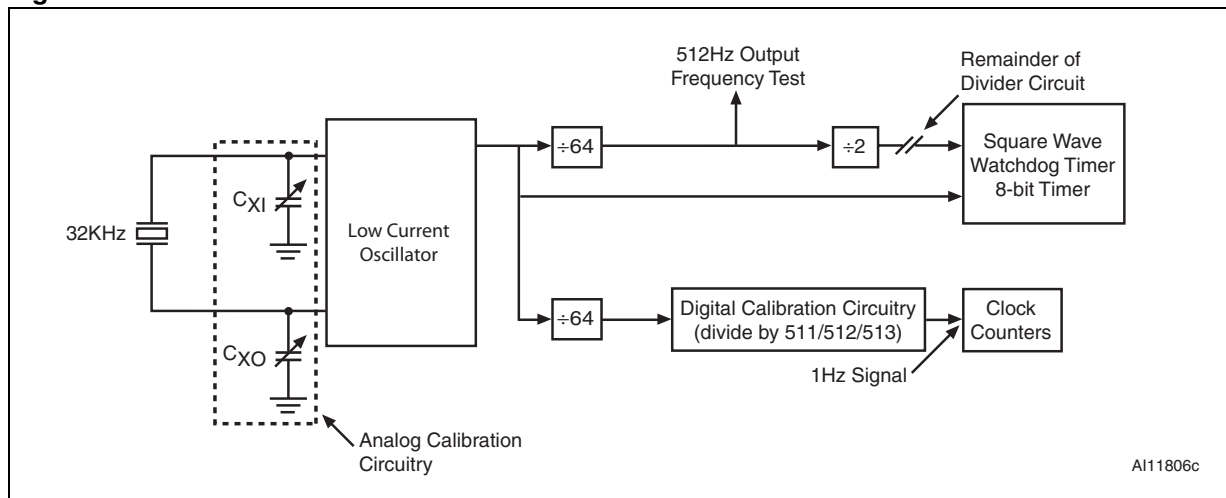 512Hz Output
Frequency Test
Remainder of
Divider Circuit
÷64
÷2
Square Wave
Watchdog Timer
8-bit Timer
CXI
32KHz
Low Current
Oscillator
÷64
Digital Calibration Circuitry
(divide by 511/512/513)
Clock
Counters
CXO
1Hz Signal
Analog Calibration
Circuitry
AI11806c